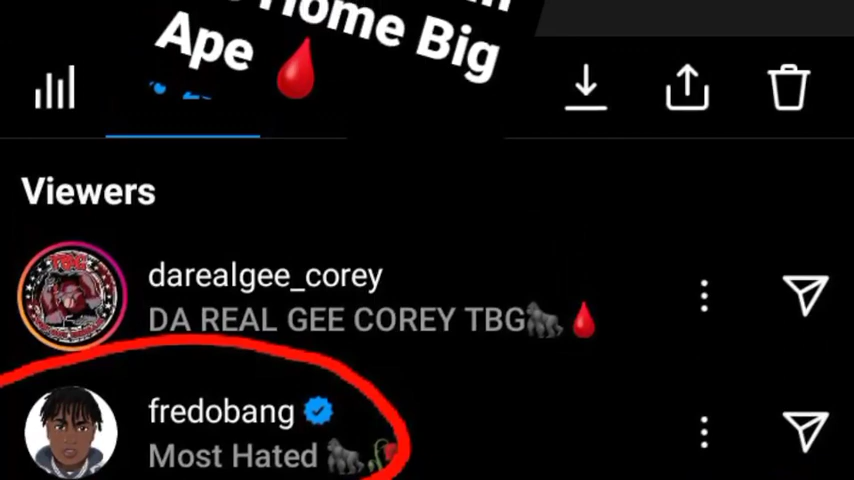 Home Big
Ape 🩸
Viewers
darealgee_corey
DA REAL GEE COREY TBG🦍🩸
fredobang
Most Hated 🦍🥀